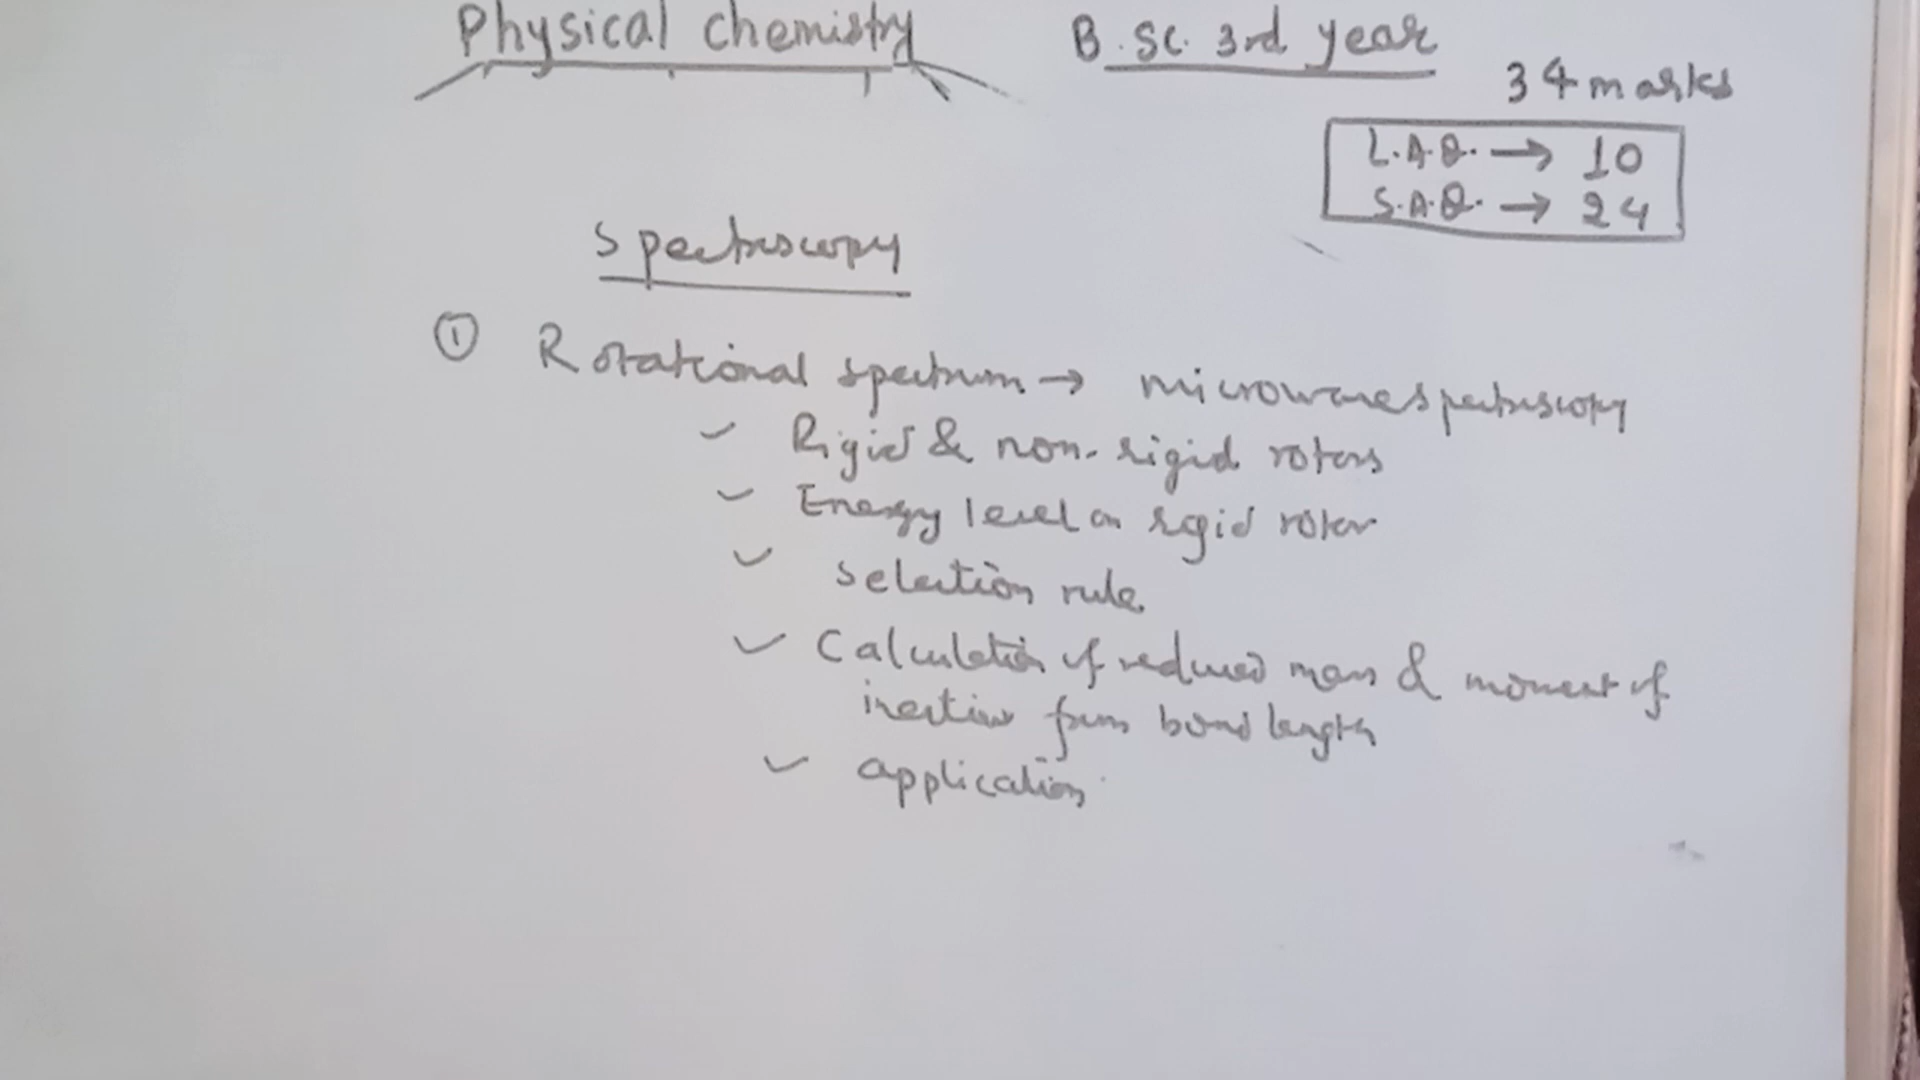 Physical chemistry B.Sc. 3rd year
34 marks
L.A.Q. → 10
S.A.Q. → 24
Spectroscopy
① Rotational spectrum → microwave spectroscopy
✓ Rigid & non-rigid rotors
✓ Energy level on rigid rotor
✓ selection rule
✓ Calculation of reduced mass & moment of
inertia from bond length
✓ application